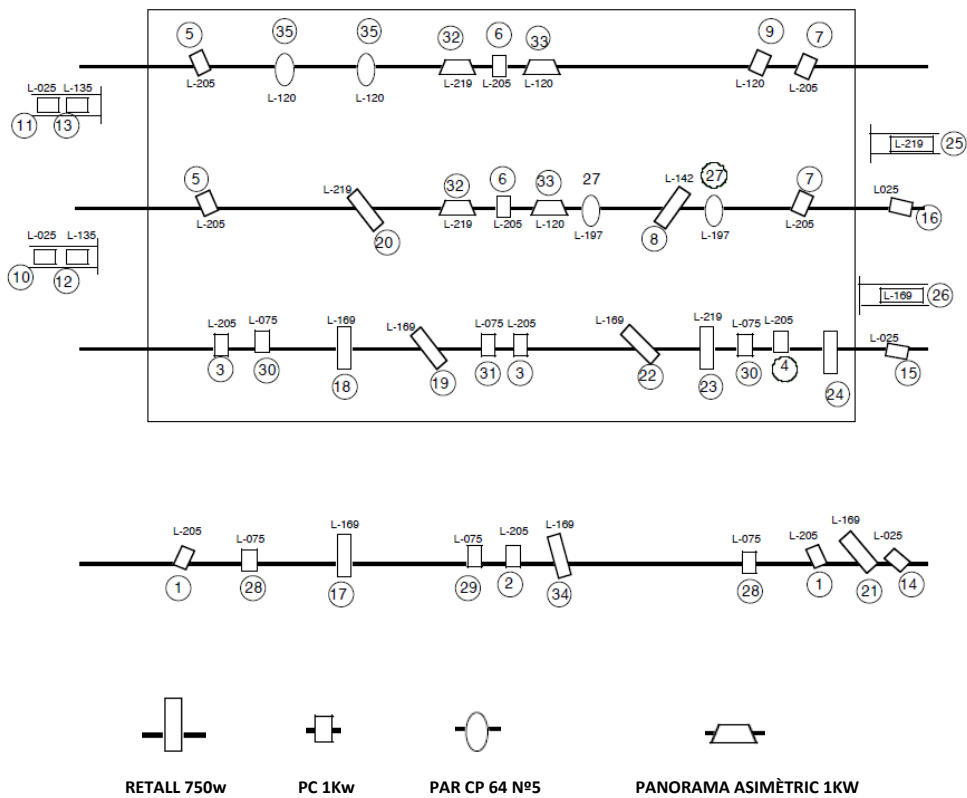 5 35 35 32 6 33 9 7
L-205 L-120 L-120 L-219 L-205 L-120 L-120 L-205
L-025 L-135
11 13
L-219 25
5 L-219 32 6 33 27 L-142 27 7 L025
L-205 20 L-219 L-205 L-120 L-197 8 L-197 L-205 16
L-025 L-135
10 12
L-169 26
L-205 L-075 L-169 L-169 L-075 L-205 L-169 L-219 L-075 L-205 L-025
3 30 18 19 31 3 22 23 30 4 24 15
L-205 L-075 L-169 L-075 L-205 L-169 L-075 L-205 L-169 L-025
1 28 17 29 2 34 28 1 21 14
RETALL 750w PC 1Kw PAR CP 64 Nº5 PANORAMA ASIMÈTRIC 1KW